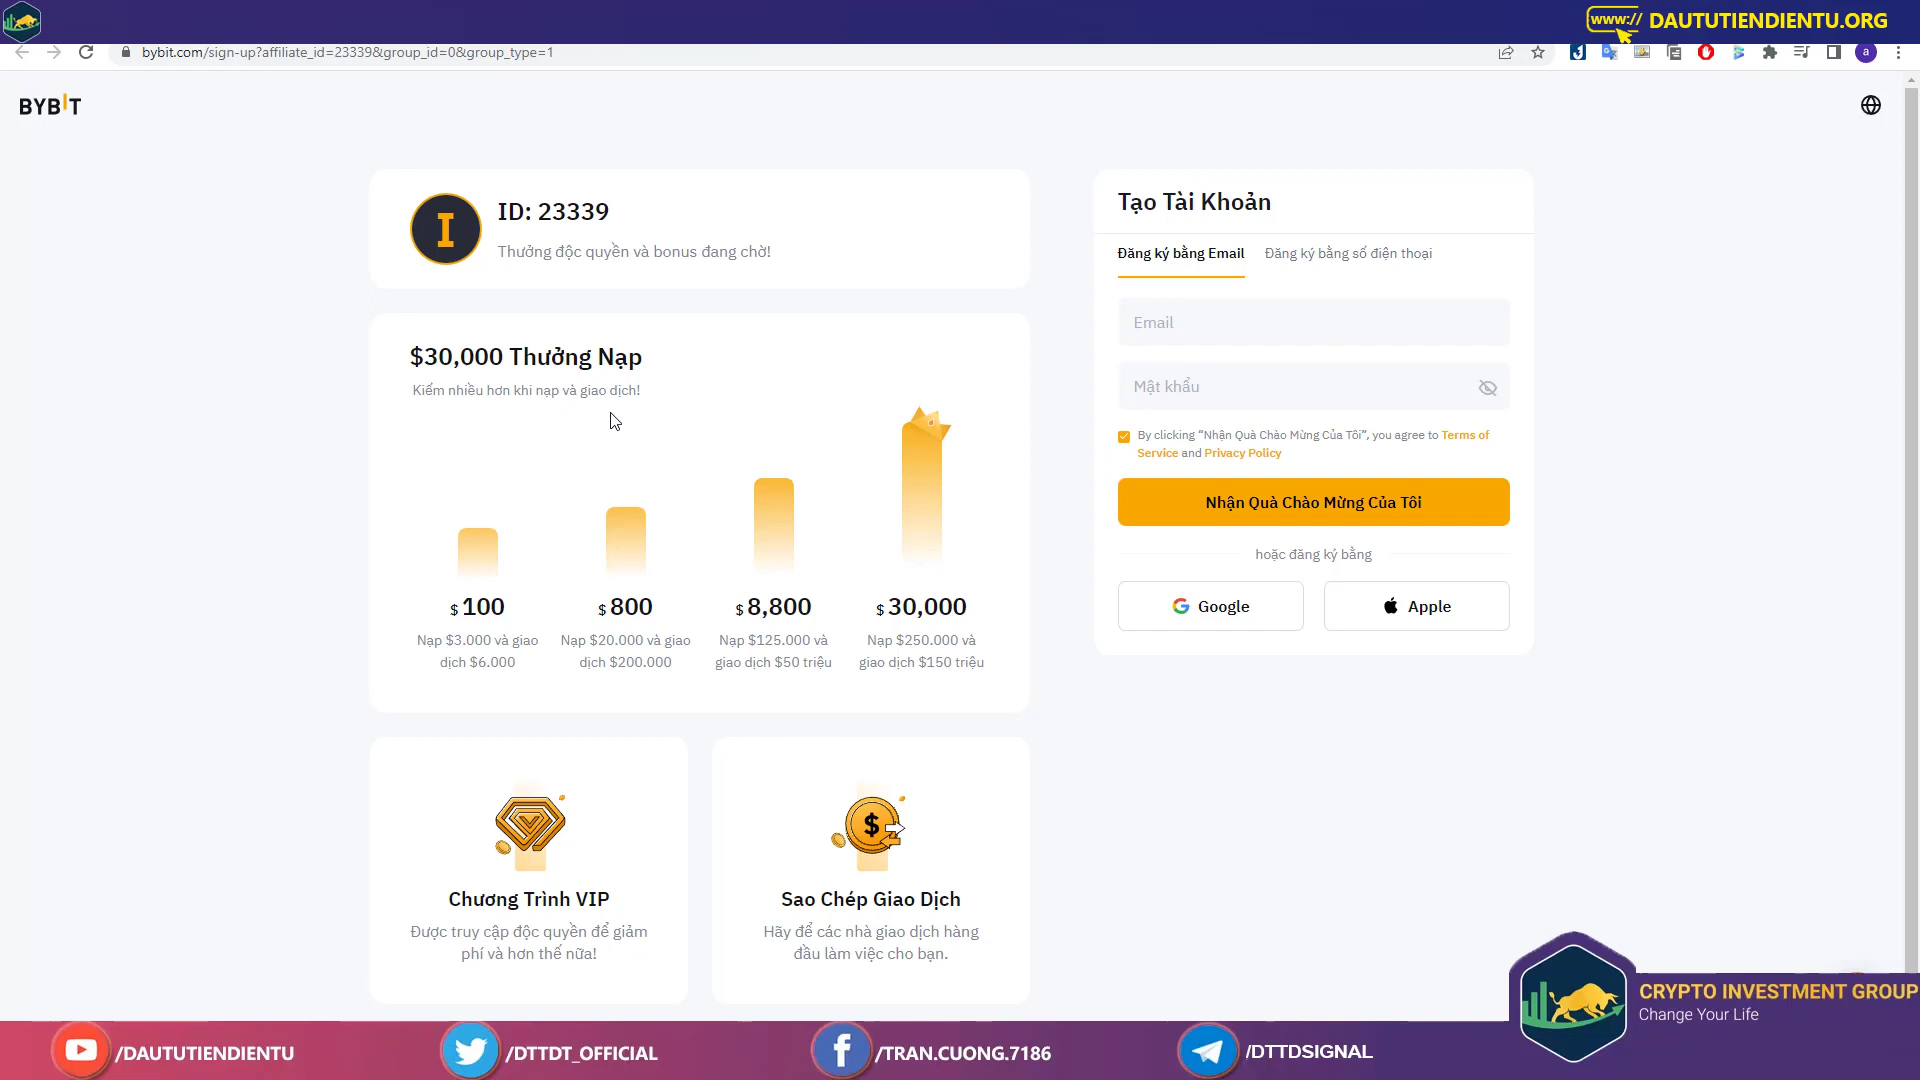 www:// DAUTUTIENDIENTU.ORG
bybit.com/sign-up?affiliate_id=23339&group_id=0&group_type=1
a
BYBIT
I
ID: 23339
Thưởng độc quyền và bonus đang chờ!
$30,000 Thưởng Nạp
Kiếm nhiều hơn khi nạp và giao dịch!
$ 100
Nạp $3.000 và giao
dịch $6.000
$ 800
Nạp $20.000 và giao
dịch $200.000
$ 8,800
Nạp $125.000 và
giao dịch $50 triệu
$ 30,000
Nạp $250.000 và
giao dịch $150 triệu
Chương Trình VIP
Được truy cập độc quyền để giảm
phí và hơn thế nữa!
$
Sao Chép Giao Dịch
Hãy để các nhà giao dịch hàng
đầu làm việc cho bạn.
Tạo Tài Khoản
Đăng ký bằng Email
Đăng ký bằng số điện thoại
Email
Mật khẩu
By clicking “Nhận Quà Chào Mừng Của Tôi”, you agree to Terms of
Service and Privacy Policy
Nhận Quà Chào Mừng Của Tôi
hoặc đăng ký bằng
Google
Apple
CRYPTO INVESTMENT GROUP
Change Your Life
/DAUTUTIENDIENTU
/DTTDT_OFFICIAL
/TRAN.CUONG.7186
/DTTDSIGNAL